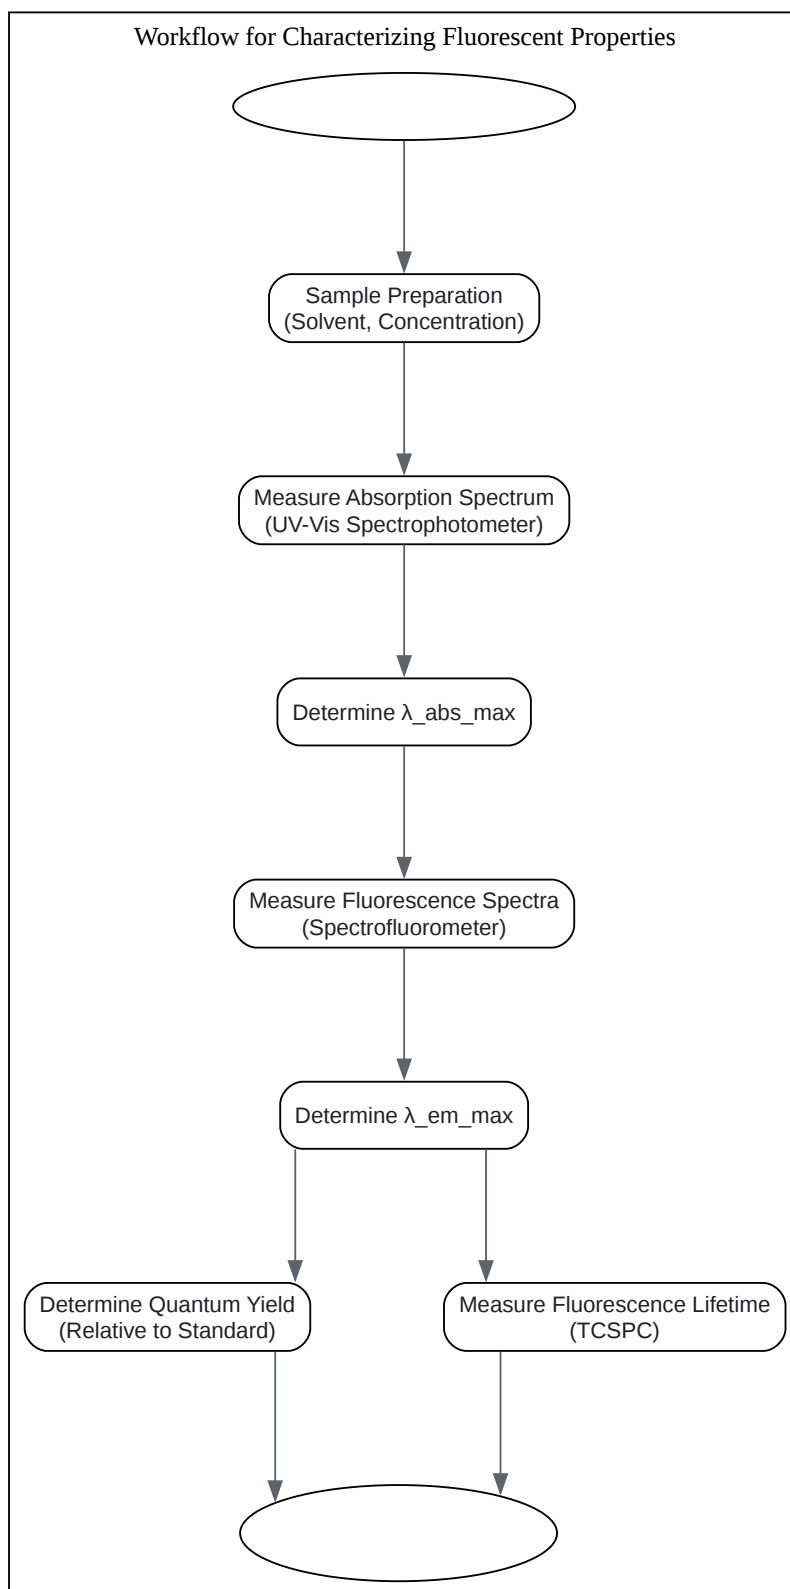 Workflow for Characterizing Fluorescent Properties
Sample Preparation
(Solvent, Concentration)
Measure Absorption Spectrum
(UV-Vis Spectrophotometer)
Determine λ_abs_max
Measure Fluorescence Spectra
(Spectrofluorometer)
Determine λ_em_max
Determine Quantum Yield
(Relative to Standard)
Measure Fluorescence Lifetime
(TCSPC)